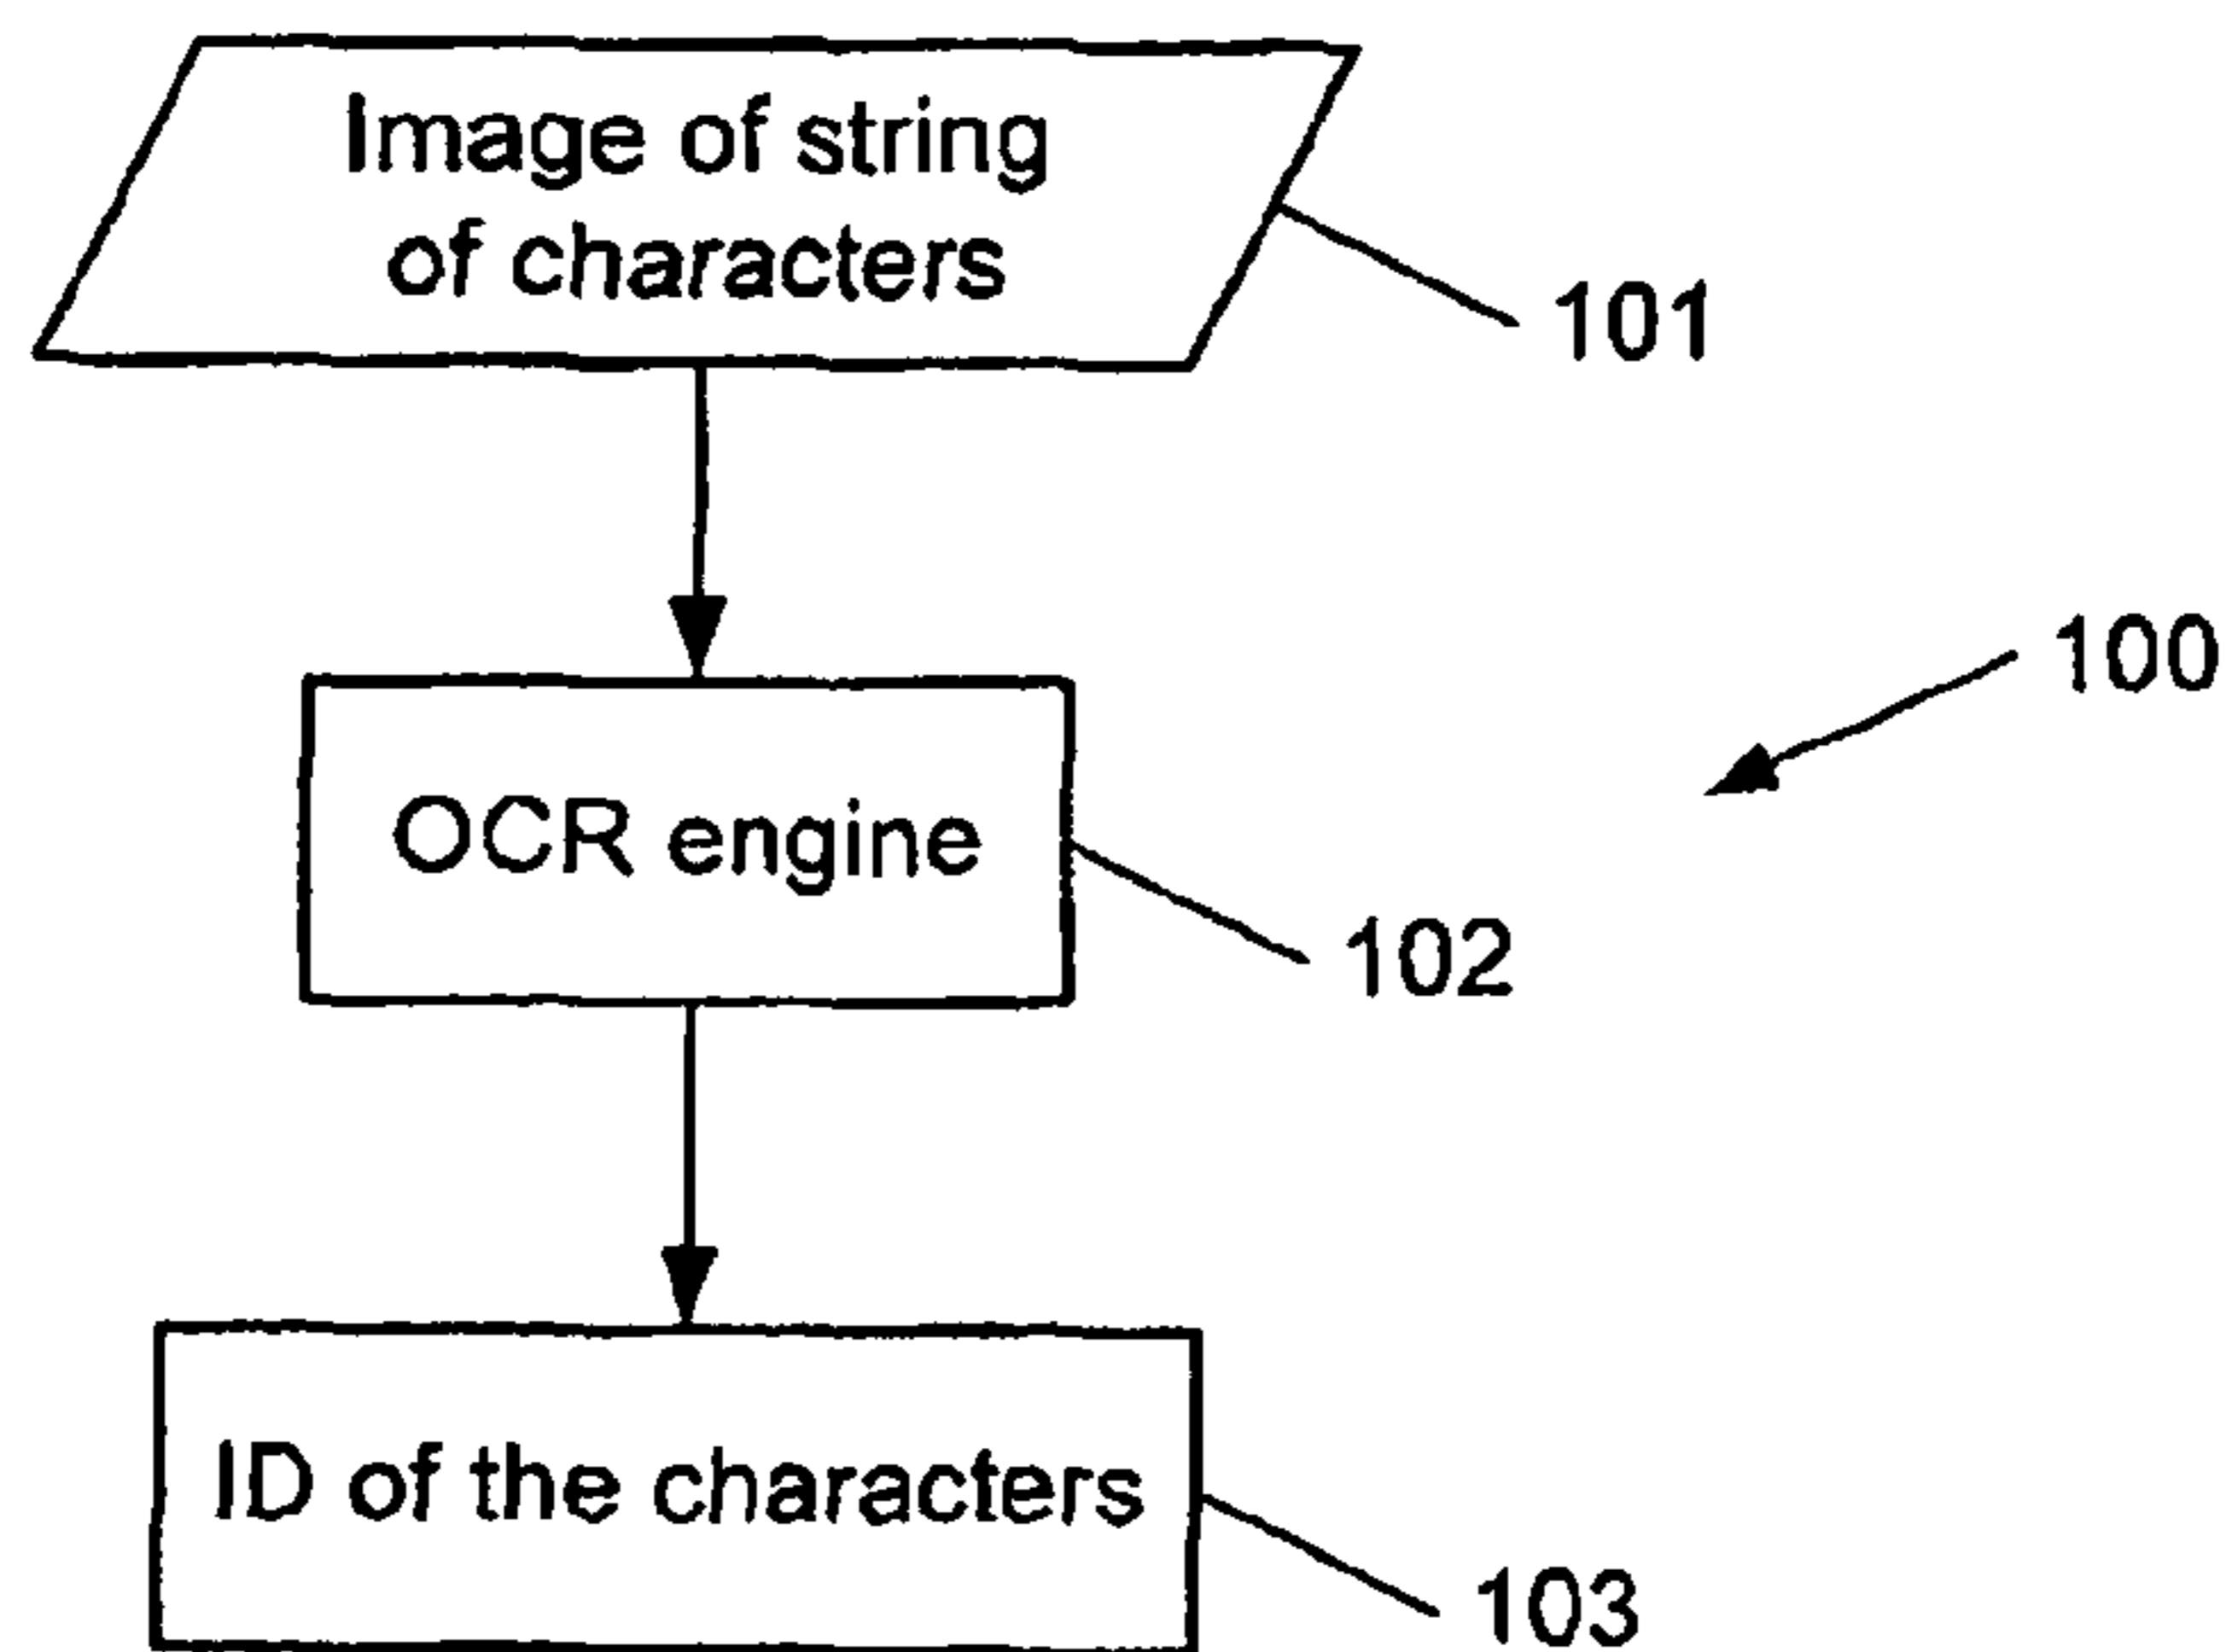 Image of string
of characters
101
100
OCR engine
102
ID of the characters
103